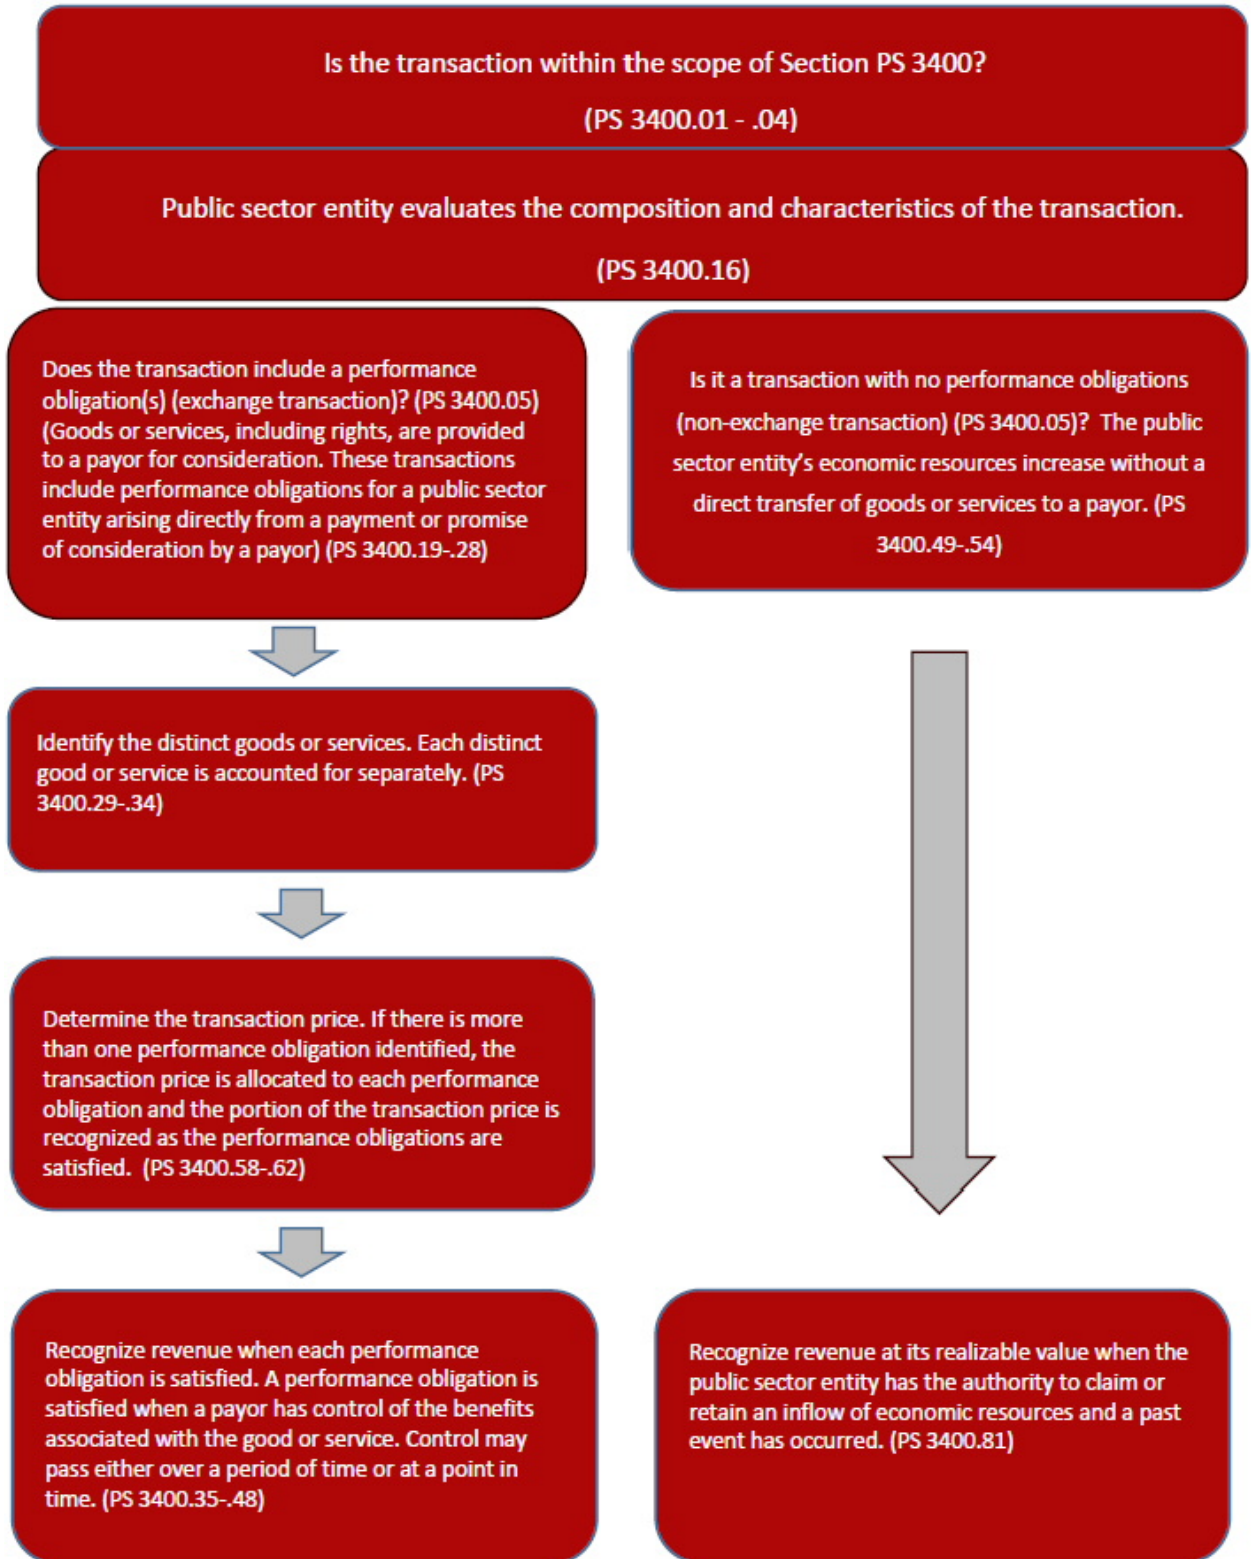 Is the transaction within the scope of Section PS 3400?
(PS 3400.01 - .04)
Public sector entity evaluates the composition and characteristics of the transaction.
(PS 3400.16)
Does the transaction include a performance
obligation(s) (exchange transaction)? (PS 3400.05)
(Goods or services, including rights, are provided
to a payor for consideration. These transactions
include performance obligations for a public sector
entity arising directly from a payment or promise
of consideration by a payor) (PS 3400.19-.28)
Is it a transaction with no performance obligations
(non-exchange transaction) (PS 3400.05)? The public
sector entity's economic resources increase without a
direct transfer of goods or services to a payor. (PS
3400.49-.54)
Identify the distinct goods or services. Each distinct
good or service is accounted for separately. (PS
3400.29-.34)
Determine the transaction price. If there is more
than one performance obligation identified, the
transaction price is allocated to each performance
obligation and the portion of the transaction price is
recognized as the performance obligations are
satisfied. (PS 3400.58-.62)
Recognize revenue when each performance
obligation is satisfied. A performance obligation is
satisfied when a payor has control of the benefits
associated with the good or service. Control may
pass either over a period of time or at a point in
time. (PS 3400.35-.48)
Recognize revenue at its realizable value when the
public sector entity has the authority to claim or
retain an inflow of economic resources and a past
event has occurred. (PS 3400.81)